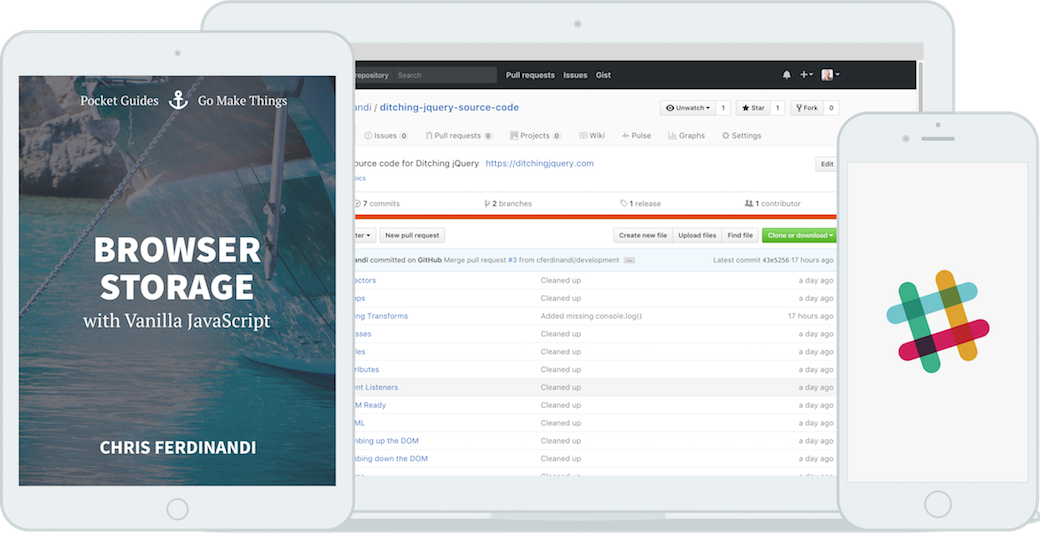 Pocket Guides Go Make Things
BROWSER
STORAGE
with Vanilla JavaScript
CHRIS FERDINANDI
repository Search Pull requests Issues Gist
andi / ditching-jquery-source-code Unwatch 1 Star 1 Fork 0
Issues 0 Pull requests 0 Projects 0 Wiki Pulse Graphs Settings
ource code for Ditching jQuery https://ditchingjquery.com Edit
pics
7 commits 2 branches 1 release 1 contributor
ter New pull request Create new file Upload files Find file Clone or download
andi committed on GitHub Merge pull request #3 from cferdinandi/development ... Latest commit 43e5256 17 hours ago
ectors Cleaned up a day ago
ops Cleaned up a day ago
ing Transforms Added missing console.log() 17 hours ago
sses Cleaned up a day ago
les Cleaned up a day ago
ributes Cleaned up a day ago
ent Listeners Cleaned up a day ago
M Ready Cleaned up a day ago
ML Cleaned up a day ago
mbing up the DOM Cleaned up a day ago
mbing down the DOM Cleaned up a day ago